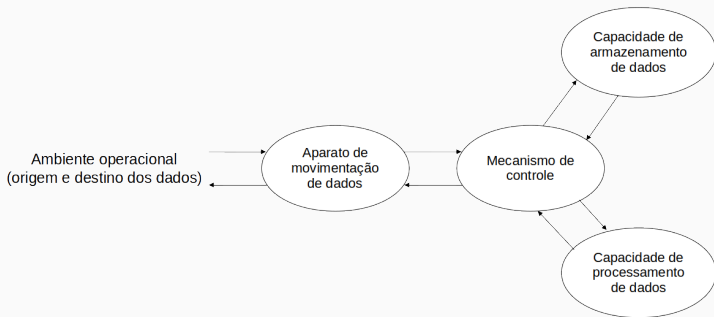 Ambiente operacional
(origem e destino dos dados)
Aparato de
movimentação
de dados
Mecanismo de
controle
Capacidade de
armazenamento
de dados
Capacidade de
processamento
de dados